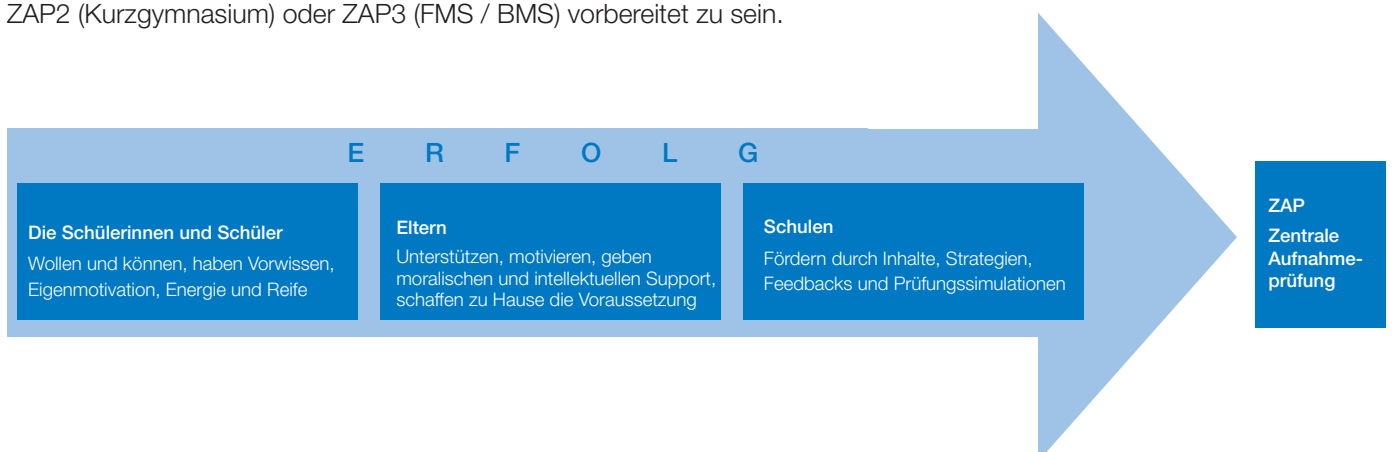 ZAP2 (Kurzgymnasium) oder ZAP3 (FMS / BMS) vorbereitet zu sein.
E R F O L G
Die Schülerinnen und Schüler
Wollen und können, haben Vorwissen,
Eigenmotivation, Energie und Reife
Eltern
Unterstützen, motivieren, geben
moralischen und intellektuellen Support,
schaffen zu Hause die Voraussetzung
Schulen
Fördern durch Inhalte, Strategien,
Feedbacks und Prüfungssimulationen
ZAP
Zentrale
Aufnahme-
prüfung